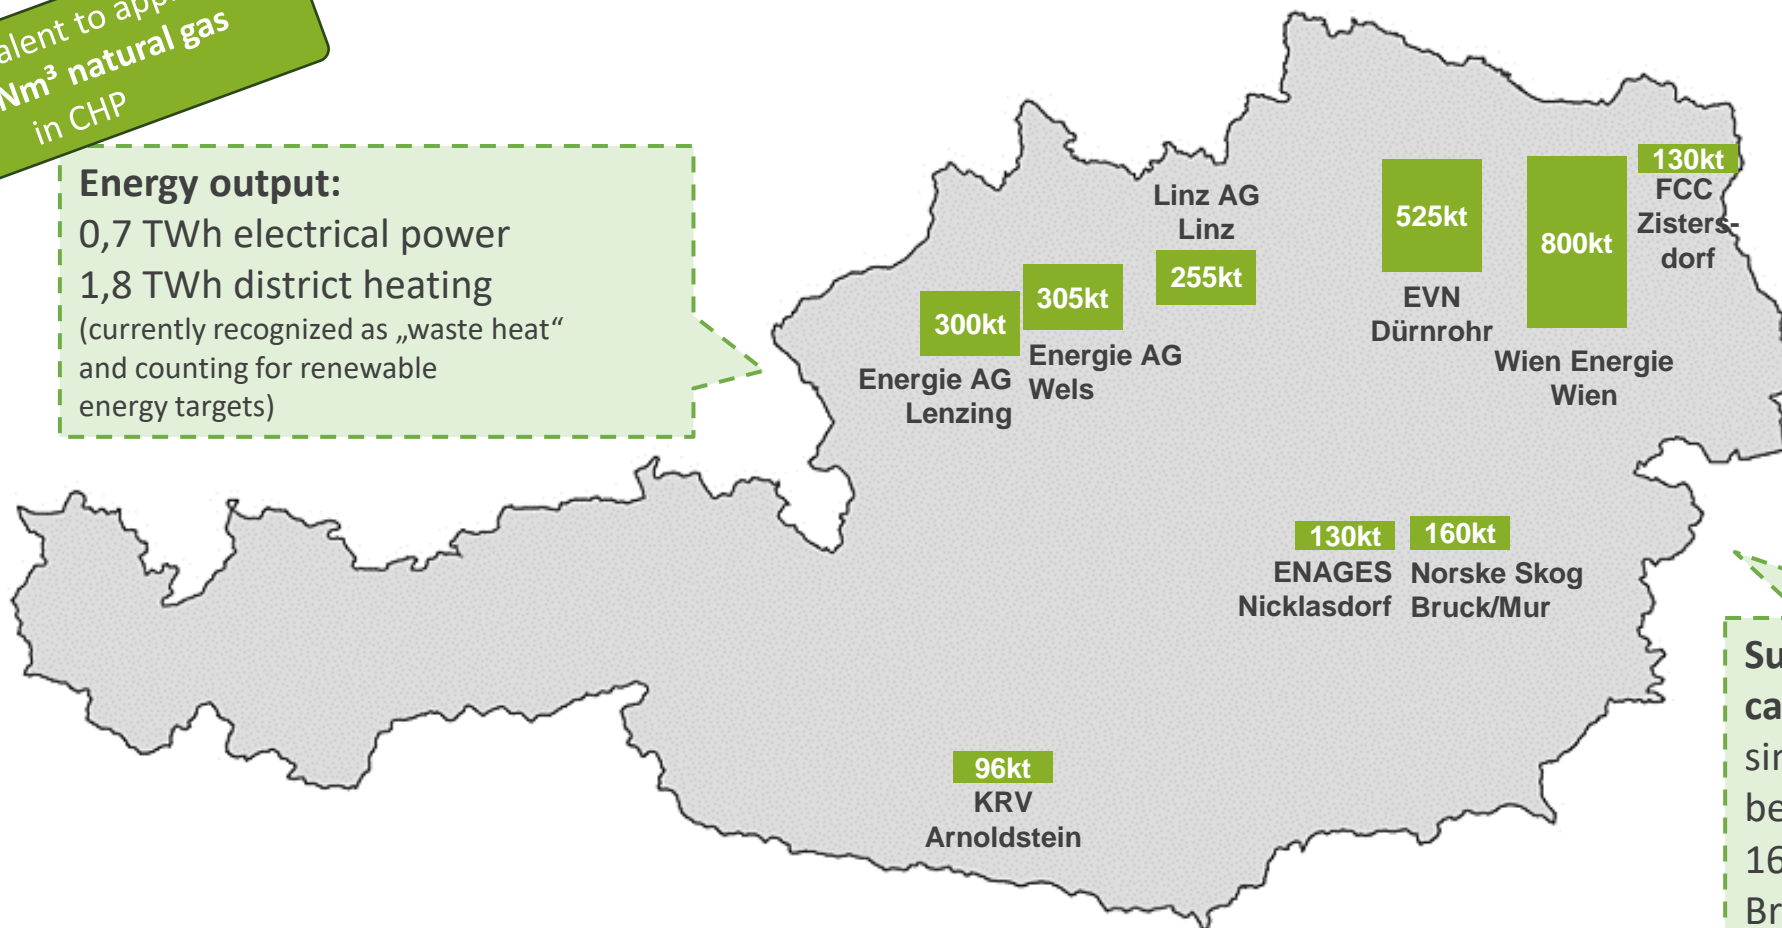 Nm³ natural gas
in CHP
Energy output:
0,7 TWh electrical power
1,8 TWh district heating
(currently recognized as „waste heat“
and counting for renewable
energy targets)
Linz AG
Linz
255kt
305kt
Energie AG
Wels
300kt
Energie AG
Lenzing
525kt
EVN
Dürnrohr
800kt
Wien Energie
Wien
130kt
FCC
Zisters-
dorf
130kt
ENAGES
Nicklasdorf
160kt
Norske Skog
Bruck/Mur
96kt
KRV
Arnoldstein